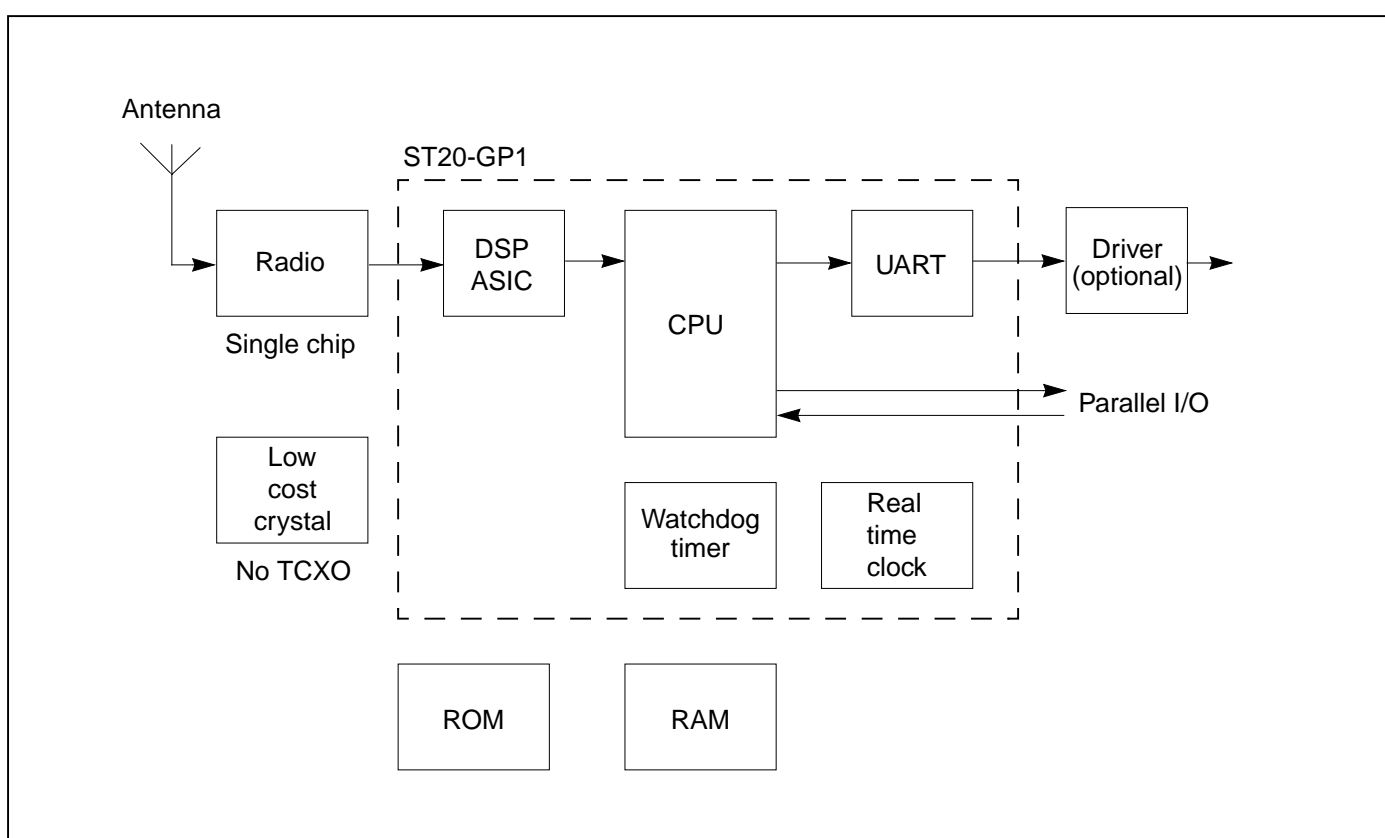 Antenna
ST20-GP1
Radio
DSP
ASIC
CPU
UART
Driver
(optional)
Single chip
Parallel I/O
Low
cost
crystal
No TCXO
Watchdog
timer
Real
time
clock
ROM
RAM